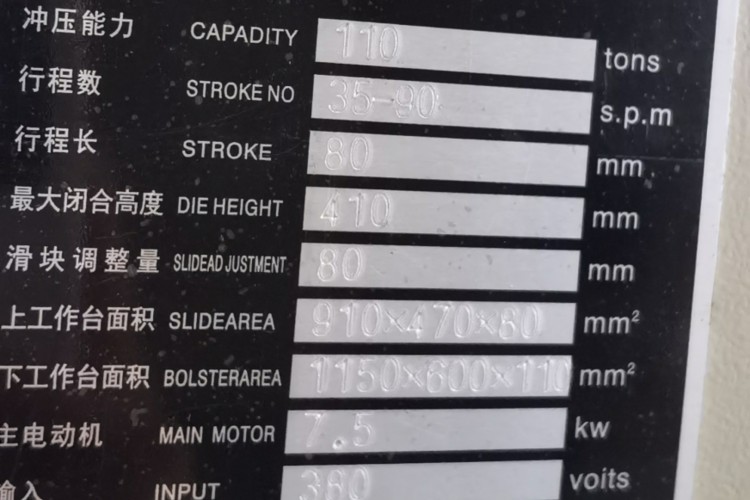 冲压能力 CAPADITY 110 tons
行程数 STROKE NO 35-90 s.p.m
行程长 STROKE 80 mm
最大闭合高度 DIE HEIGHT 410 mm
滑块调整量 SLIDEAD JUSTMENT 80 mm
上工作台面积 SLIDEAREA 910×470×80 mm²
下工作台面积 BOLSTERAREA 1150×600×110 mm²
主电动机 MAIN MOTOR 7.5 kw
输入 INPUT 380 voits